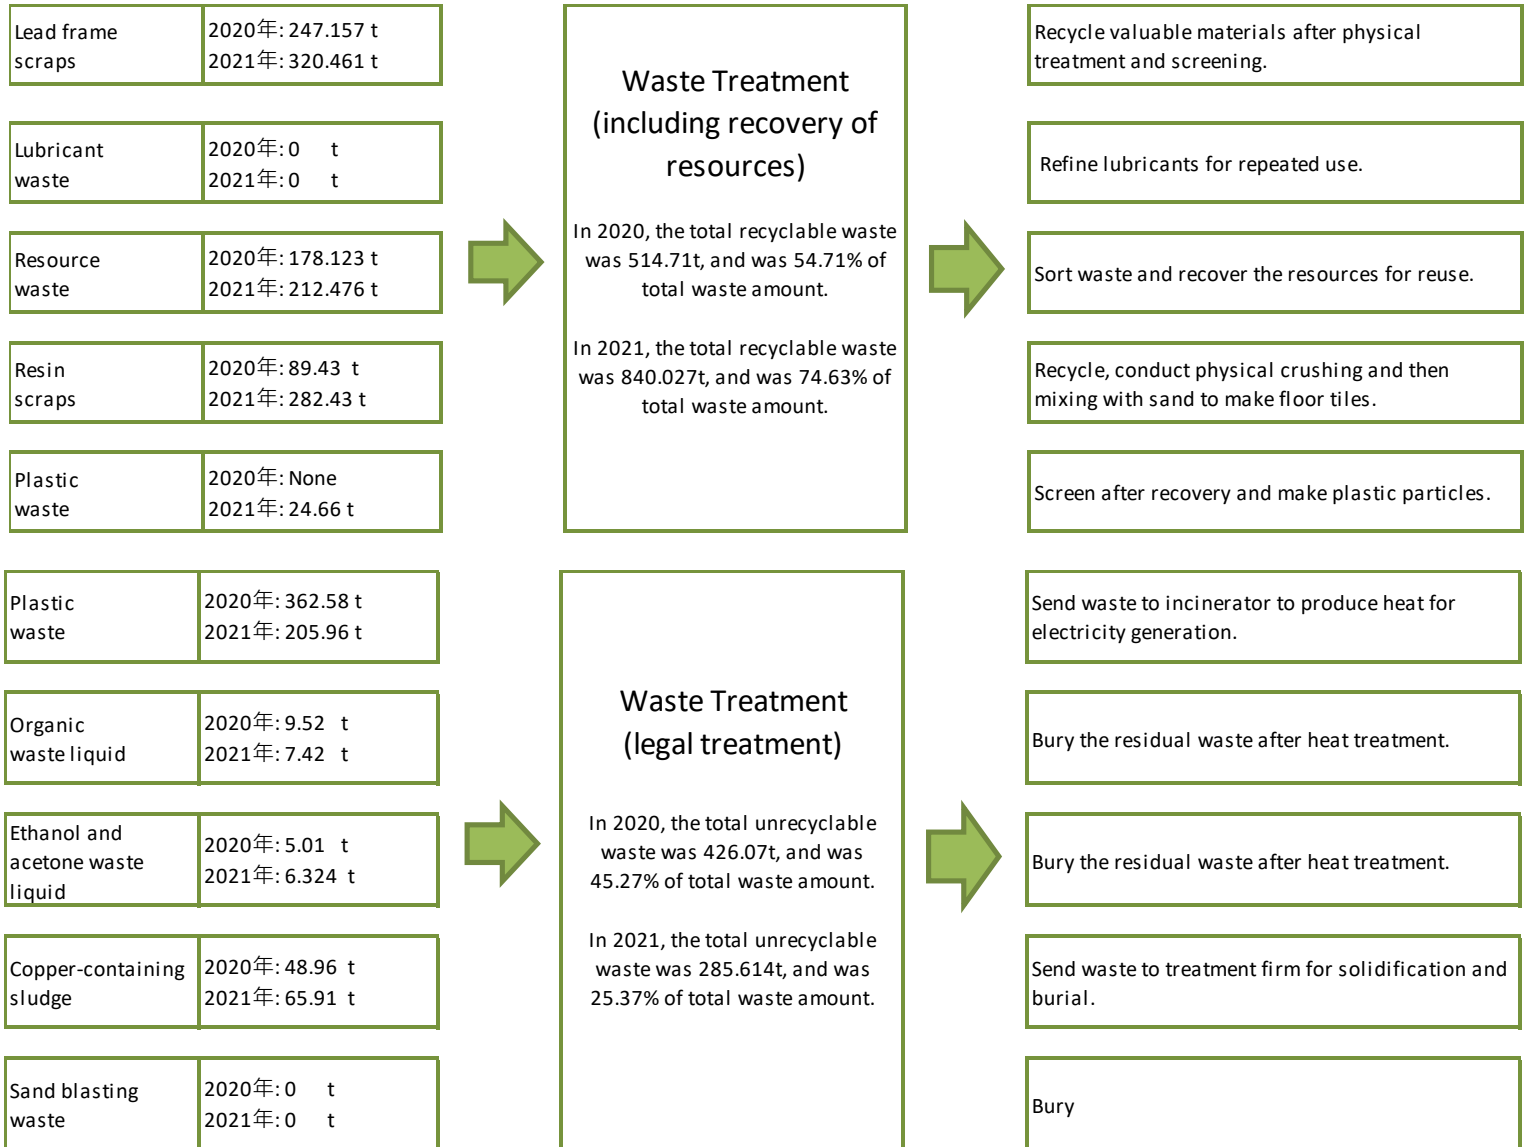 Lead frame
scraps
2020年: 247.157 t
2021年: 320.461 t
Lubricant
waste
2020年: 0 t
2021年: 0 t
Resource
waste
2020年: 178.123 t
2021年: 212.476 t
Resin
scraps
2020年: 89.43 t
2021年: 282.43 t
Plastic
waste
2020年: None
2021年: 24.66 t
Waste Treatment
(including recovery of
resources)
In 2020, the total recyclable waste
was 514.71t, and was 54.71% of
total waste amount.
In 2021, the total recyclable waste
was 840.027t, and was 74.63% of
total waste amount.
Recycle valuable materials after physical
treatment and screening.
Refine lubricants for repeated use.
Sort waste and recover the resources for reuse.
Recycle, conduct physical crushing and then
mixing with sand to make floor tiles.
Screen after recovery and make plastic particles.
Plastic
waste
2020年: 362.58 t
2021年: 205.96 t
Organic
waste liquid
2020年: 9.52 t
2021年: 7.42 t
Ethanol and
acetone waste
liquid
2020年: 5.01 t
2021年: 6.324 t
Copper-containing
sludge
2020年: 48.96 t
2021年: 65.91 t
Sand blasting
waste
2020年: 0 t
2021年: 0 t
Waste Treatment
(legal treatment)
In 2020, the total unrecyclable
waste was 426.07t, and was
45.27% of total waste amount.
In 2021, the total unrecyclable
waste was 285.614t, and was
25.37% of total waste amount.
Send waste to incinerator to produce heat for
electricity generation.
Bury the residual waste after heat treatment.
Bury the residual waste after heat treatment.
Send waste to treatment firm for solidification and
burial.
Bury